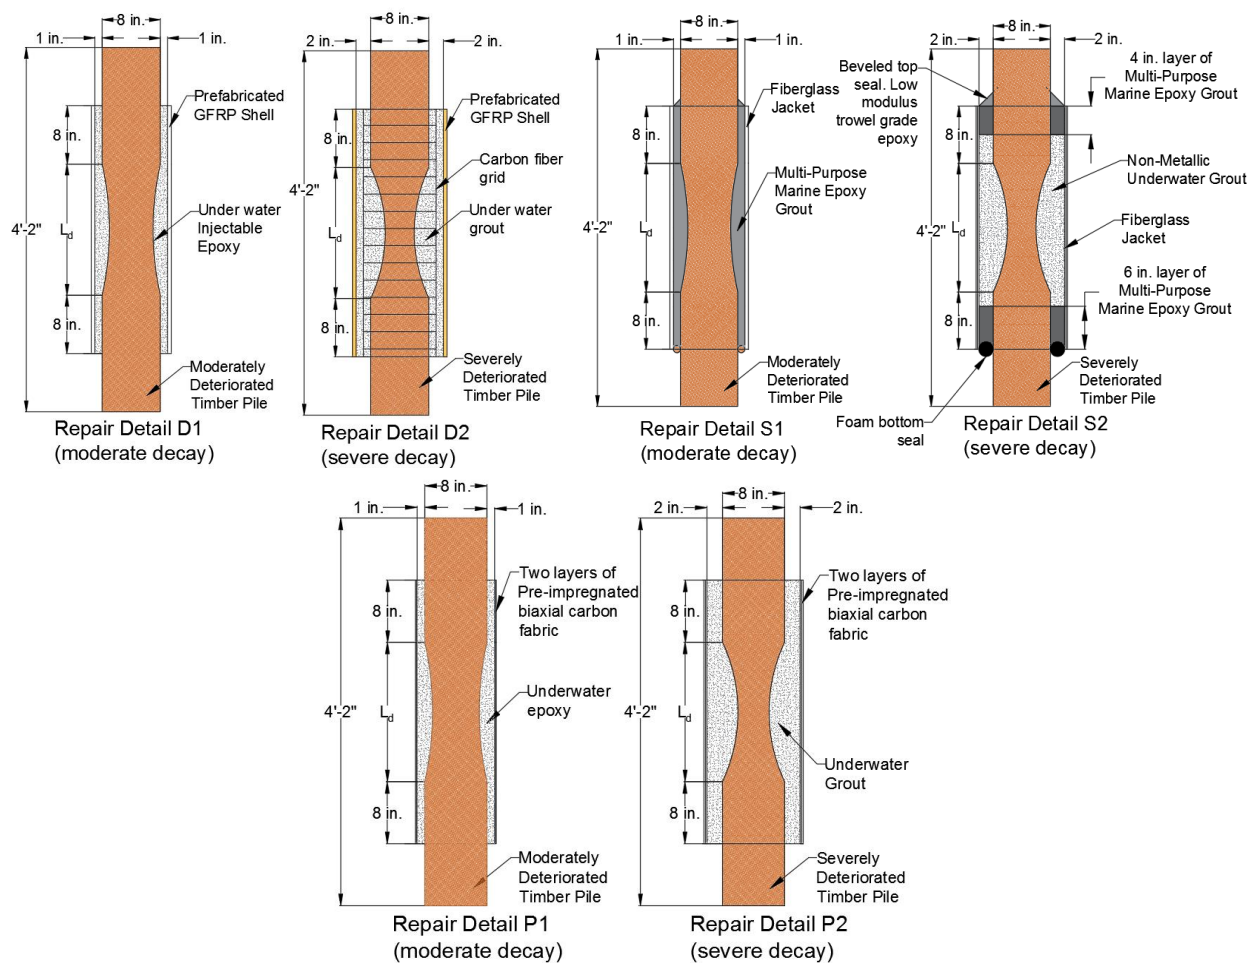 8 in.
1 in.
1 in.
Prefabricated
GFRP Shell
8 in.
4'-2"
Ld
Under water
Injectable
Epoxy
8 in.
Moderately
Deteriorated
Timber Pile
Repair Detail D1
(moderate decay)
8 in.
2 in.
2 in.
Prefabricated
GFRP Shell
8 in.
Carbon fiber
grid
4'-2"
Ld
Under water
grout
8 in.
Severely
Deteriorated
Timber Pile
Repair Detail D2
(severe decay)
8 in.
1 in.
1 in.
Fiberglass
Jacket
8 in.
Multi-Purpose
Marine Epoxy
Grout
4'-2"
Ld
8 in.
Moderately
Deteriorated
Timber Pile
Repair Detail S1
(moderate decay)
8 in.
2 in.
2 in.
Beveled top
seal. Low
modulus
trowel grade
epoxy
4 in. layer of
Multi-Purpose
Marine Epoxy Grout
8 in.
Non-Metallic
Underwater Grout
4'-2"
Ld
Fiberglass
Jacket
6 in. layer of
Multi-Purpose
Marine Epoxy Grout
8 in.
Severely
Deteriorated
Timber Pile
Foam bottom
seal
Repair Detail S2
(severe decay)
8 in.
1 in.
1 in.
Two layers of
Pre-impregnated
biaxial carbon
fabric
8 in.
4'-2"
Ld
Underwater
epoxy
8 in.
Moderately
Deteriorated
Timber Pile
Repair Detail P1
(moderate decay)
8 in.
2 in.
2 in.
Two layers of
Pre-impregnated
biaxial carbon
fabric
8 in.
4'-2"
Ld
Underwater
Grout
8 in.
Severely
Deteriorated
Timber Pile
Repair Detail P2
(severe decay)